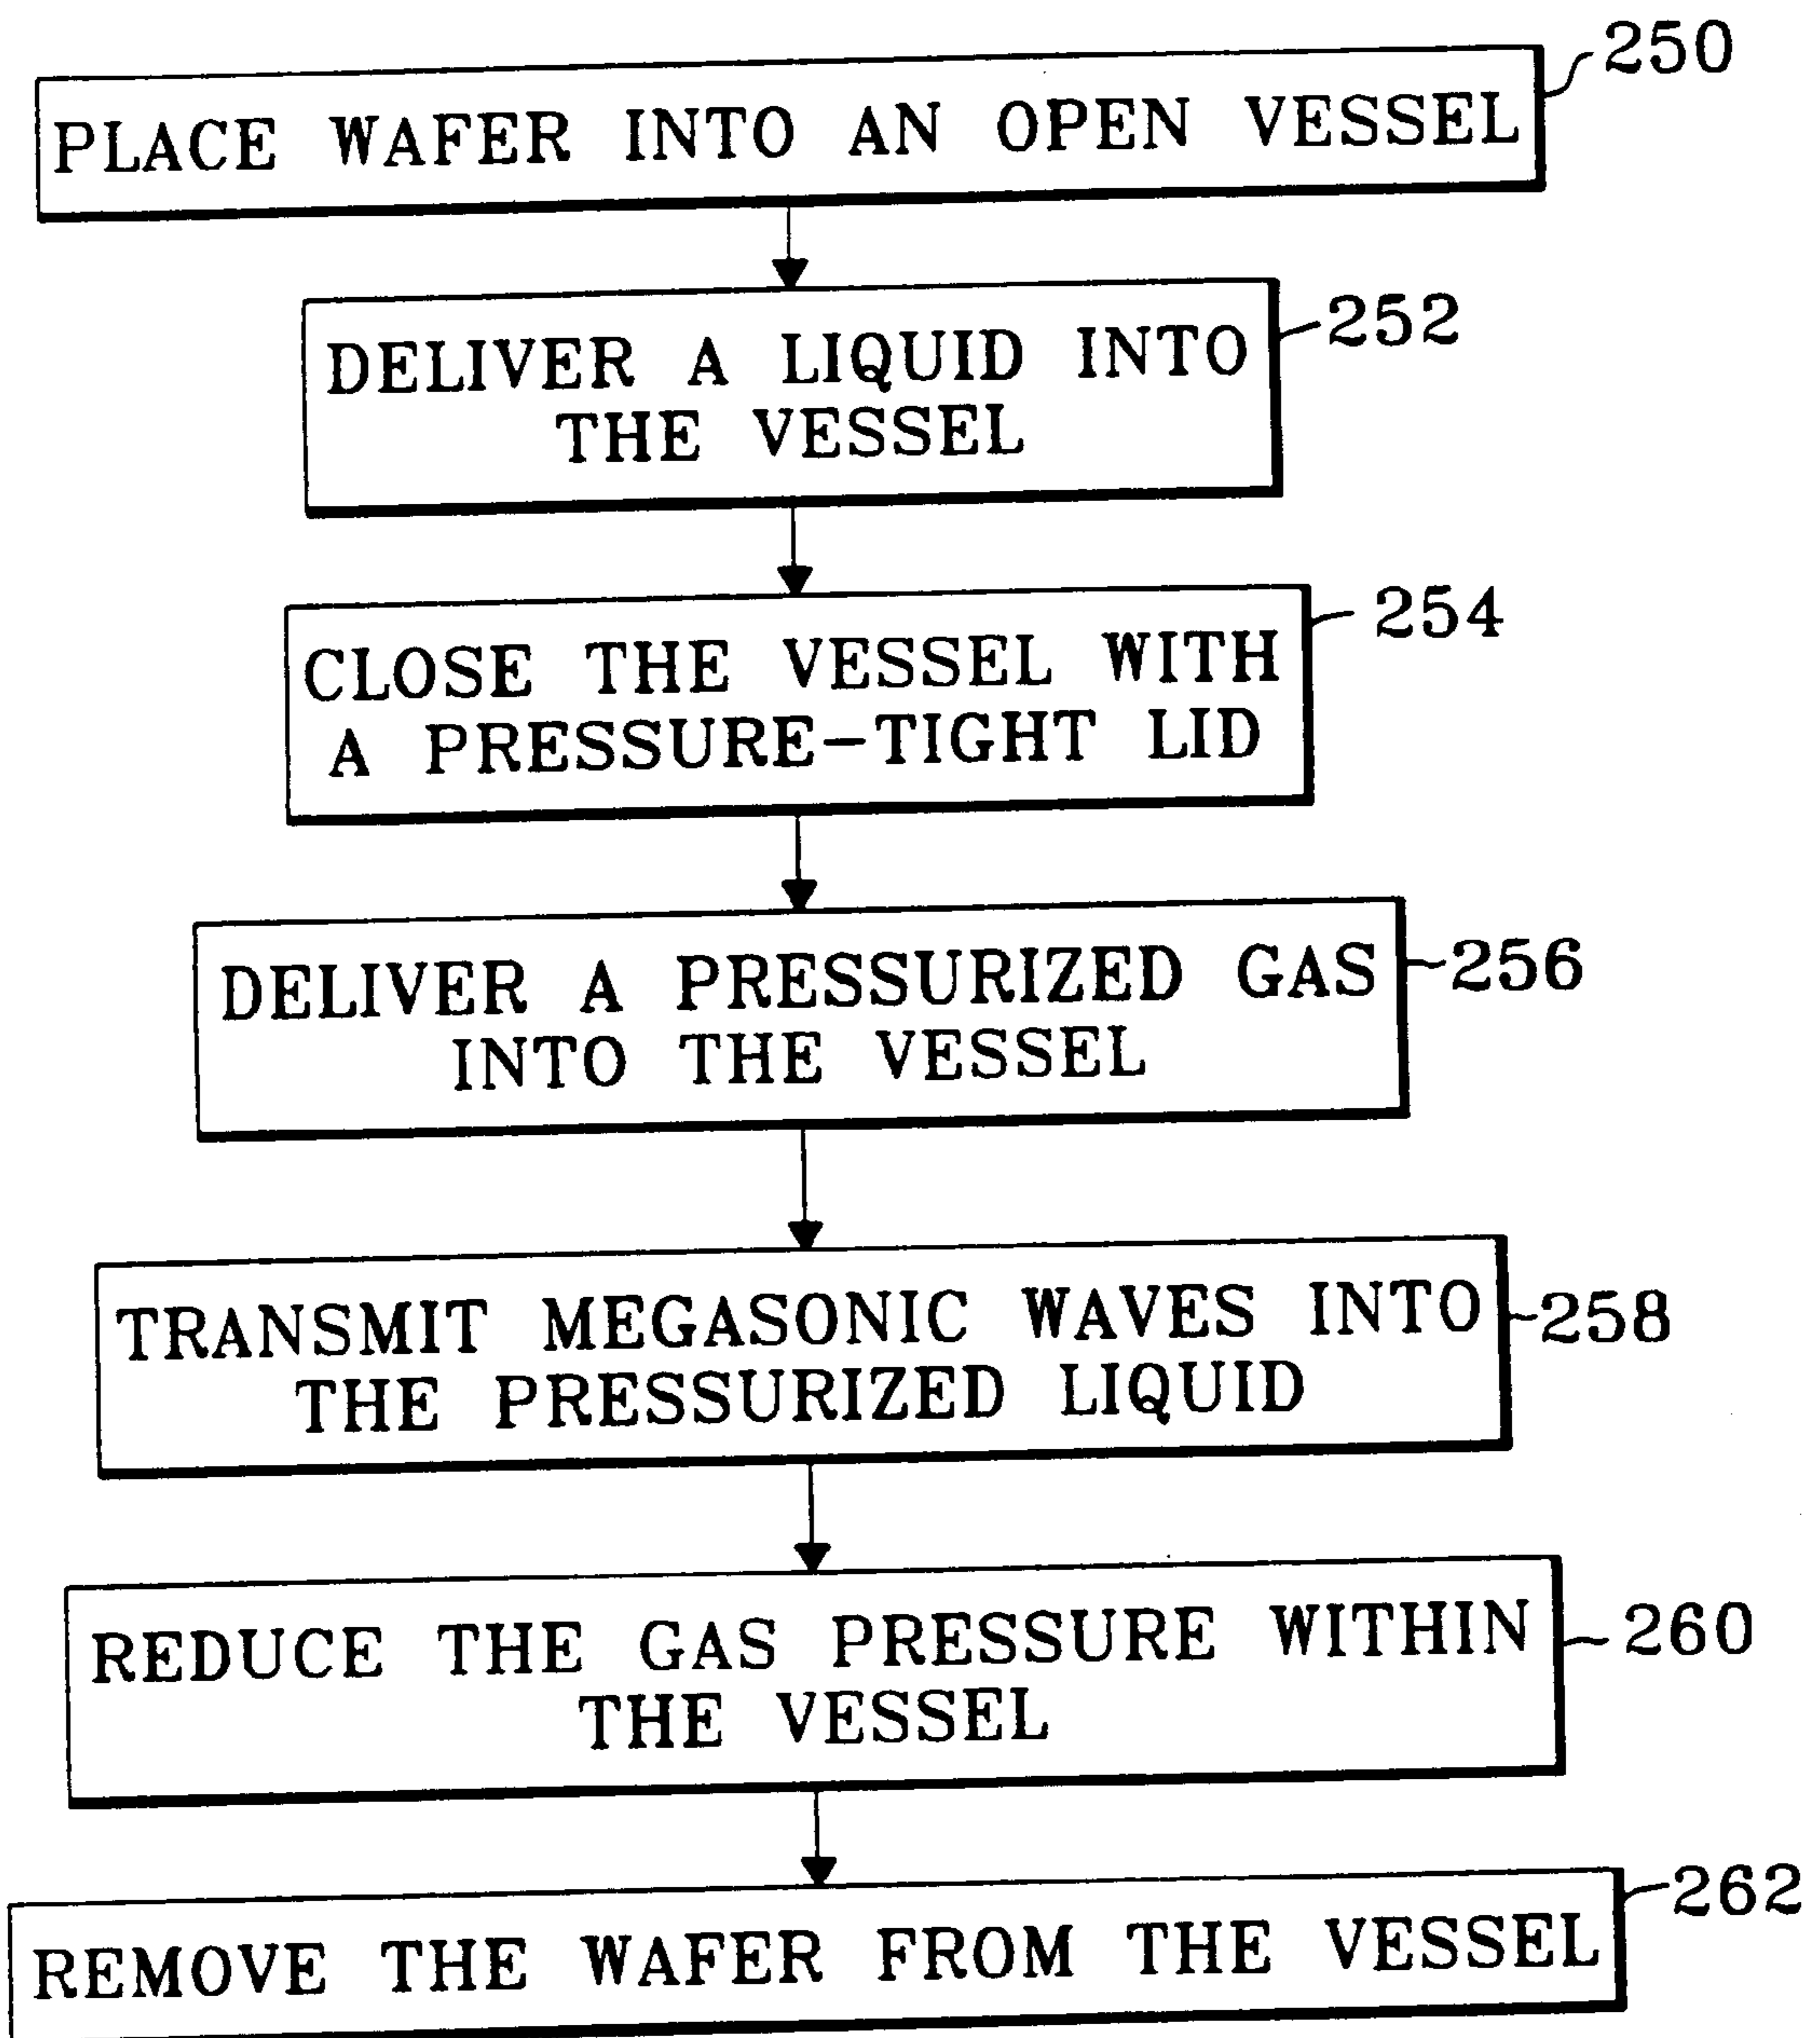 250
PLACE WAFER INTO AN OPEN VESSEL
252
DELIVER A LIQUID INTO
THE VESSEL
254
CLOSE THE VESSEL WITH
A PRESSURE-TIGHT LID
256
DELIVER A PRESSURIZED GAS
INTO THE VESSEL
258
TRANSMIT MEGASONIC WAVES INTO
THE PRESSURIZED LIQUID
260
REDUCE THE GAS PRESSURE WITHIN
THE VESSEL
262
REMOVE THE WAFER FROM THE VESSEL